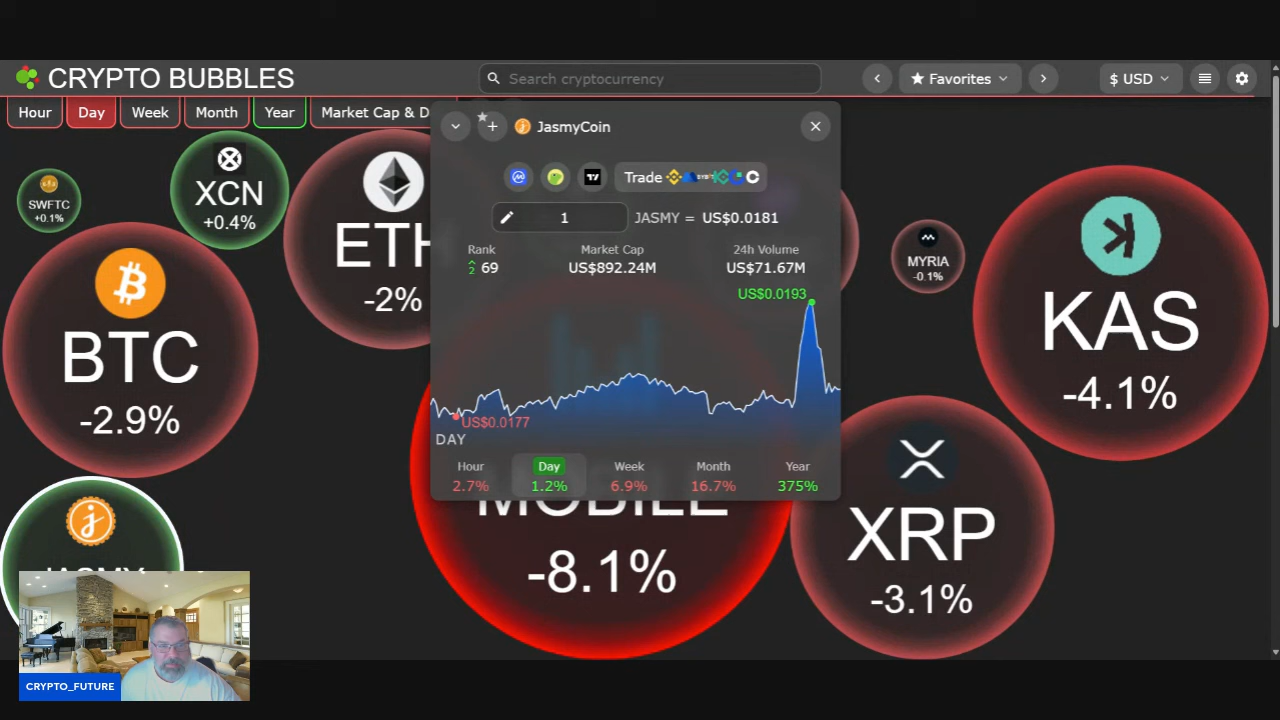 CRYPTO BUBBLES
Search cryptocurrency
Favorites
$ USD
Hour
Day
Week
Month
Year
Market Cap & D
JasmyCoin
Trade
1
JASMY = US$0.0181
Rank
Market Cap
24h Volume
2 69
US$892.24M
US$71.67M
US$0.0193
US$0.0177
DAY
Hour
Day
Week
Month
Year
2.7%
1.2%
6.9%
16.7%
375%
SWFTC
+0.1%
XCN
+0.4%
ETH
-2%
BTC
-2.9%
MYRIA
-0.1%
KAS
-4.1%
MOBILE
-8.1%
XRP
-3.1%
JASMY
CRYPTO_FUTURE